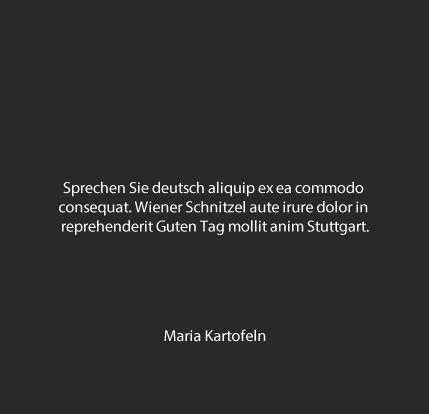 Sprechen Sie deutsch aliquip ex ea commodo
consequat. Wiener Schnitzel aute irure dolor in
reprehenderit Guten Tag mollit anim Stuttgart.
Maria Kartofeln